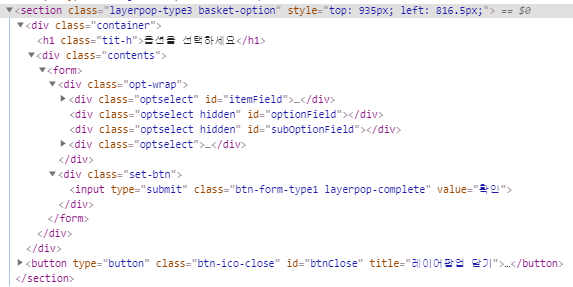 ▼<section class="layerpop-type3 basket-option" style="top: 935px; left: 816.5px;"> == $0
▼<div class="container">
<h1 class="tit-h">옵션을 선택하세요</h1>
▼<div class="contents">
▼<form>
▼<div class="opt-wrap">
▶<div class="optselect" id="itemField">…</div>
<div class="optselect hidden" id="optionField"></div>
<div class="optselect hidden" id="subOptionField"></div>
▶<div class="optselect">…</div>
</div>
▼<div class="set-btn">
<input type="submit" class="btn-form-type1 layerpop-complete" value="확인">
</div>
</form>
</div>
</div>
▶<button type="button" class="btn-ico-close" id="btnClose" title="레이어팝업 닫기">…</button>
</section>